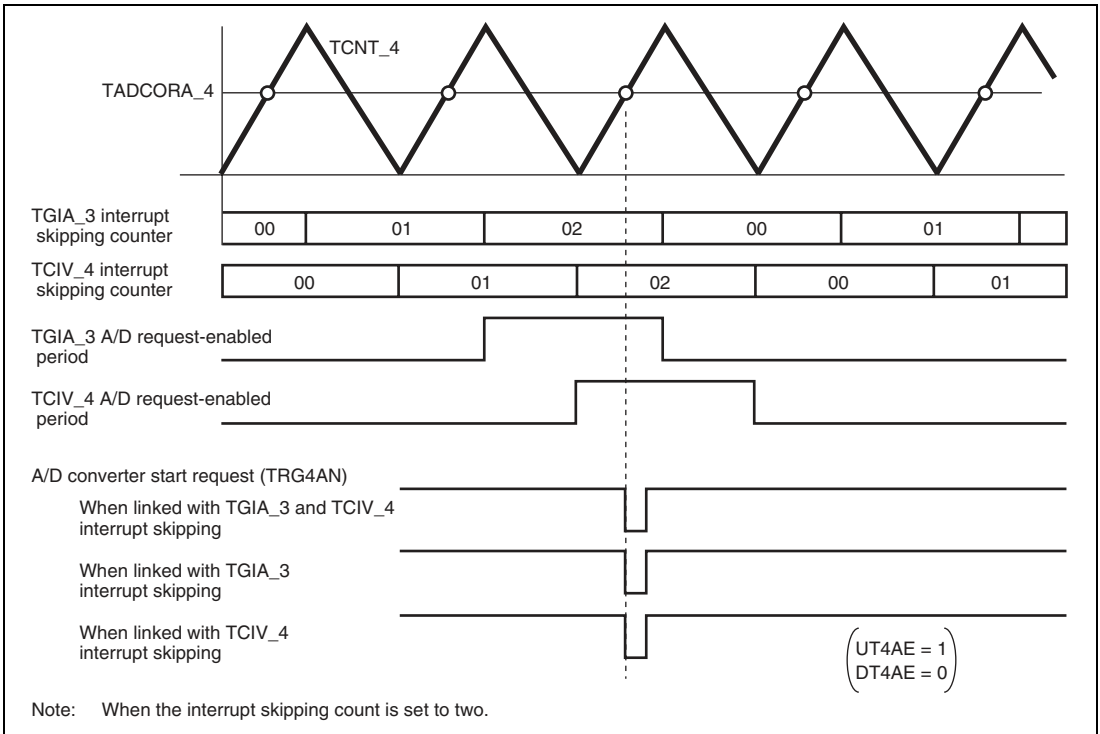 TCNT_4
TADCORA_4
TGIA_3 interrupt
skipping counter
00 01 02 00 01
TCIV_4 interrupt
skipping counter
00 01 02 00 01
TGIA_3 A/D request-enabled
period
TCIV_4 A/D request-enabled
period
A/D converter start request (TRG4AN)
When linked with TGIA_3 and TCIV_4
interrupt skipping
When linked with TGIA_3
interrupt skipping
When linked with TCIV_4
interrupt skipping
UT4AE = 1
DT4AE = 0
Note: When the interrupt skipping count is set to two.